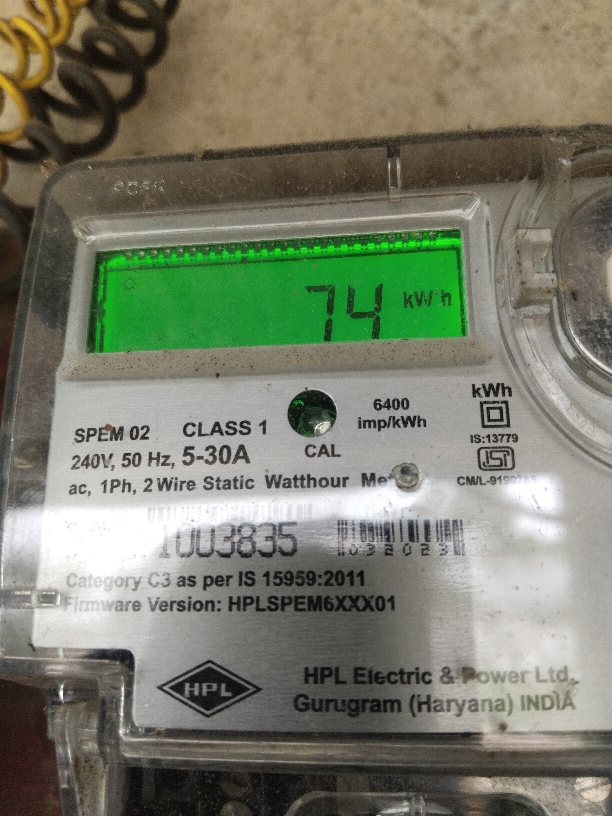 74 kWh
kWh
6400
imp/kWh
SPEM 02 CLASS 1
CAL
IS:13779
240V, 50 Hz, 5-30A
ac, 1Ph, 2 Wire Static Watthour
1003835
032023
Category C3 as per IS 15959:2011
Firmware Version: HPLSPEM6XXX01
HPL
HPL Electric & Power Ltd.
Gurugram (Haryana) INDIA